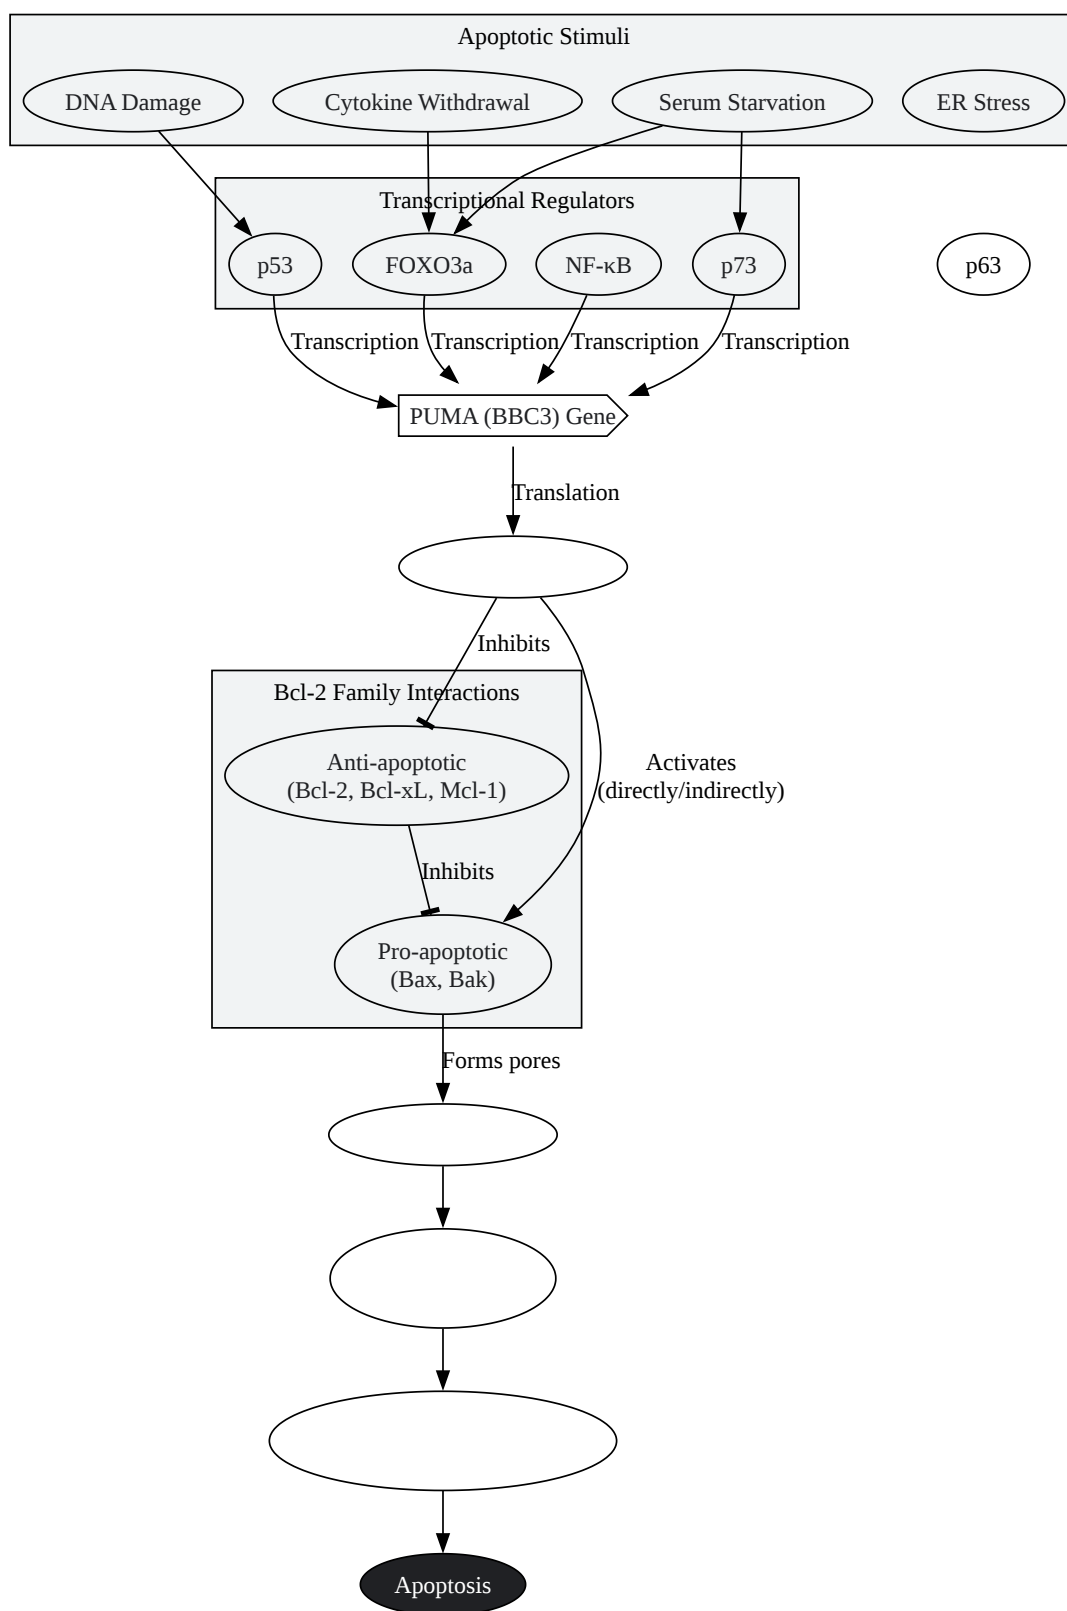 Apoptotic Stimuli
DNA Damage
Cytokine Withdrawal
Serum Starvation
ER Stress
Transcriptional Regulators
p53
FOXO3a
NF-κB
p73
p63
Transcription
Transcription
Transcription
Transcription
PUMA (BBC3) Gene
Translation
Inhibits
Bcl-2 Family Interactions
Anti-apoptotic
(Bcl-2, Bcl-xL, Mcl-1)
Activates
(directly/indirectly)
Inhibits
Pro-apoptotic
(Bax, Bak)
Forms pores
Apoptosis